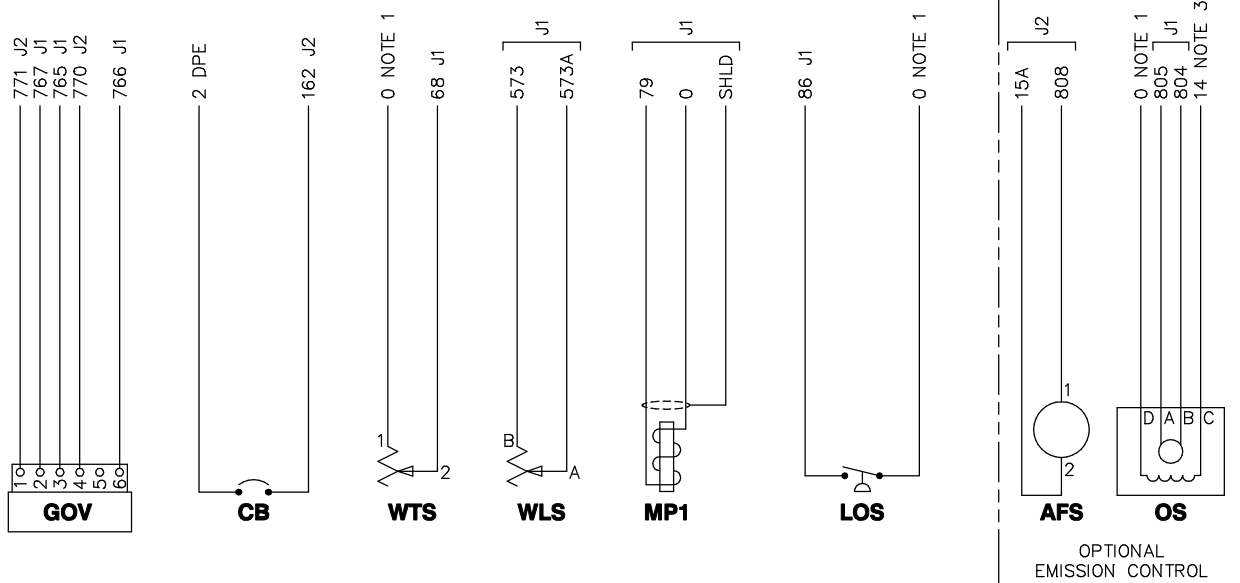 771 J2
767 J1
765 J1
770 J2
766 J1
2 DPE
162 J2
0 NOTE 1
68 J1
J1
573
573A
J1
79
0
SHLD
86 J1
0 NOTE 1
J2
15A
808
0 NOTE 1
J1
805
804
14 NOTE 3
1
2
3
4
5
6
GOV
CB
1
2
WTS
B
A
WLS
MP1
LOS
1
2
AFS
D A B C
OS
OPTIONAL
EMISSION CONTROL